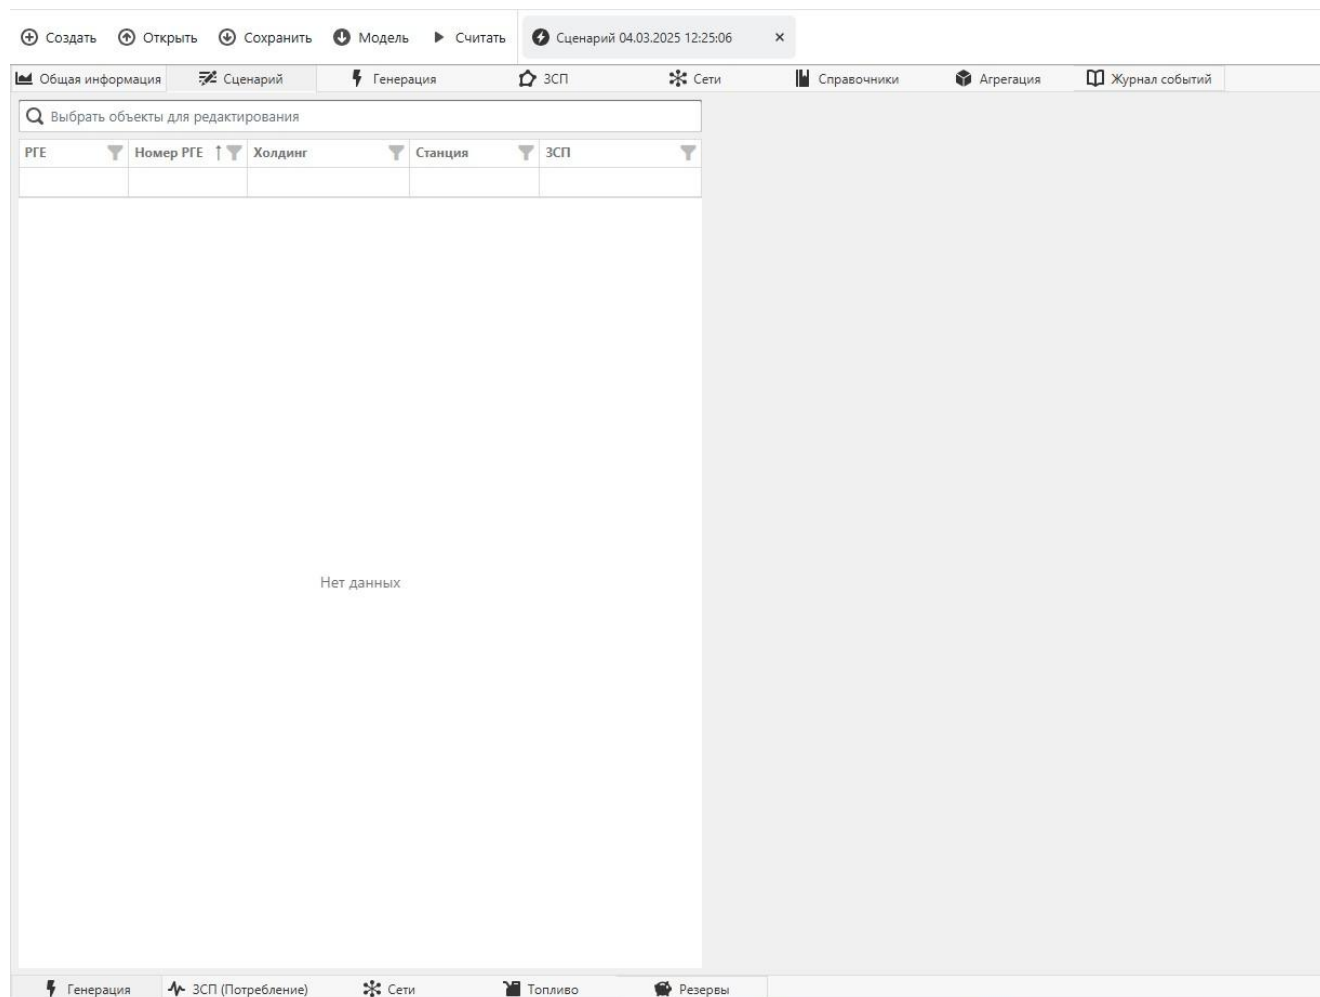 Создать Открыть Сохранить Модель Считать Сценарий 04.03.2025 12:25:06
Общая информация Сценарий Генерация ЗСП Сети Справочники Агрегация Журнал событий
Выбрать объекты для редактирования
РГЕ Номер РГЕ Холдинг Станция ЗСП
Нет данных
Генерация ЗСП (Потребление) Сети Топливо Резервы